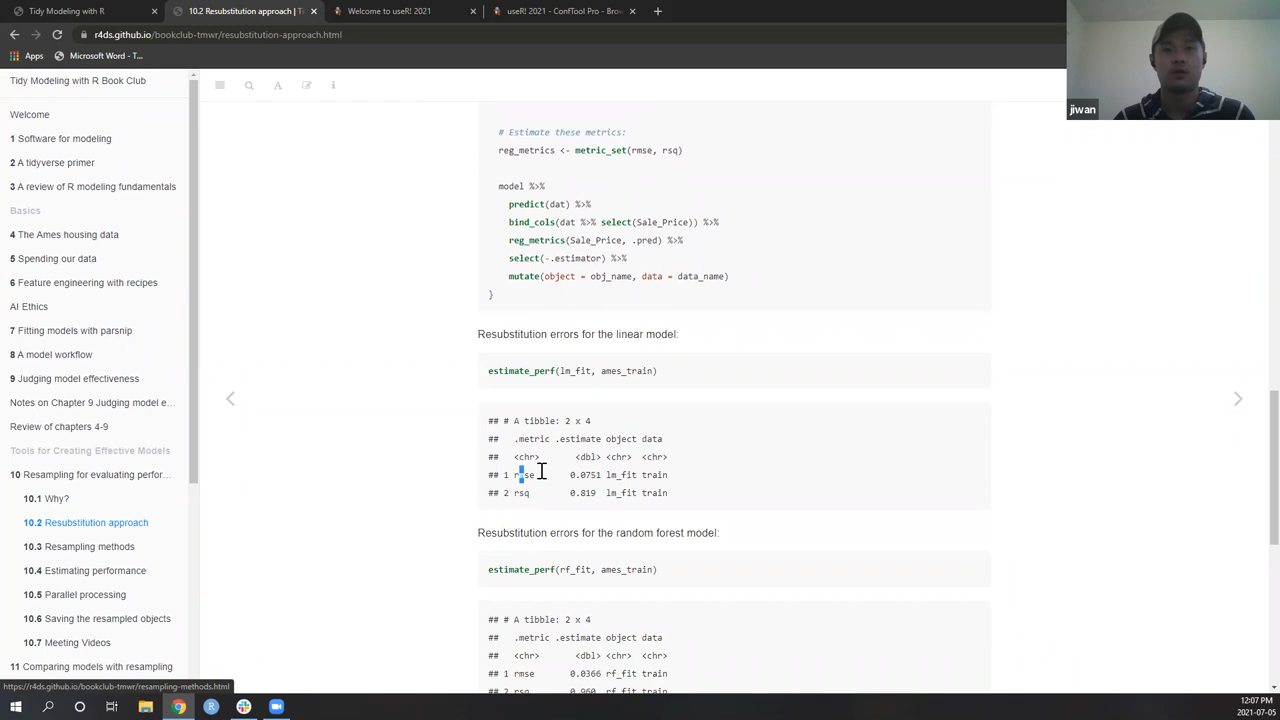 Tidy Modeling with R
10.2 Resubstitution approach | T
Welcome to useR! 2021
useR! 2021 - ConfTool Pro - Brow
r4ds.github.io/bookclub-tmwr/resubstitution-approach.html
Apps
Microsoft Word - T...
jiwan
Tidy Modeling with R Book Club
Welcome
1 Software for modeling
2 A tidyverse primer
3 A review of R modeling fundamentals
Basics
4 The Ames housing data
5 Spending our data
6 Feature engineering with recipes
AI Ethics
7 Fitting models with parsnip
8 A model workflow
9 Judging model effectiveness
Notes on Chapter 9 Judging model e...
Review of chapters 4-9
Tools for Creating Effective Models
10 Resampling for evaluating perfor...
10.1 Why?
10.2 Resubstitution approach
10.3 Resampling methods
10.4 Estimating performance
10.5 Parallel processing
10.6 Saving the resampled objects
10.7 Meeting Videos
11 Comparing models with resampling
https://r4ds.github.io/bookclub-tmwr/resampling-methods.html
# Estimate these metrics:
reg_metrics <- metric_set(rmse, rsq)
model %>%
predict(dat) %>%
bind_cols(dat %>% select(Sale_Price)) %>%
reg_metrics(Sale_Price, .pred) %>%
select(-.estimator) %>%
mutate(object = obj_name, data = data_name)
}
Resubstitution errors for the linear model:
estimate_perf(lm_fit, ames_train)
## # A tibble: 2 x 4
## .metric .estimate object data
## <chr> <dbl> <chr> <chr>
## 1 rmse 0.0751 lm_fit train
## 2 rsq 0.819 lm_fit train
Resubstitution errors for the random forest model:
estimate_perf(rf_fit, ames_train)
## # A tibble: 2 x 4
## .metric .estimate object data
## <chr> <dbl> <chr> <chr>
## 1 rmse 0.0366 rf_fit train
## 2 rsq 0.960 rf_fit train
12:07 PM
2021-07-05